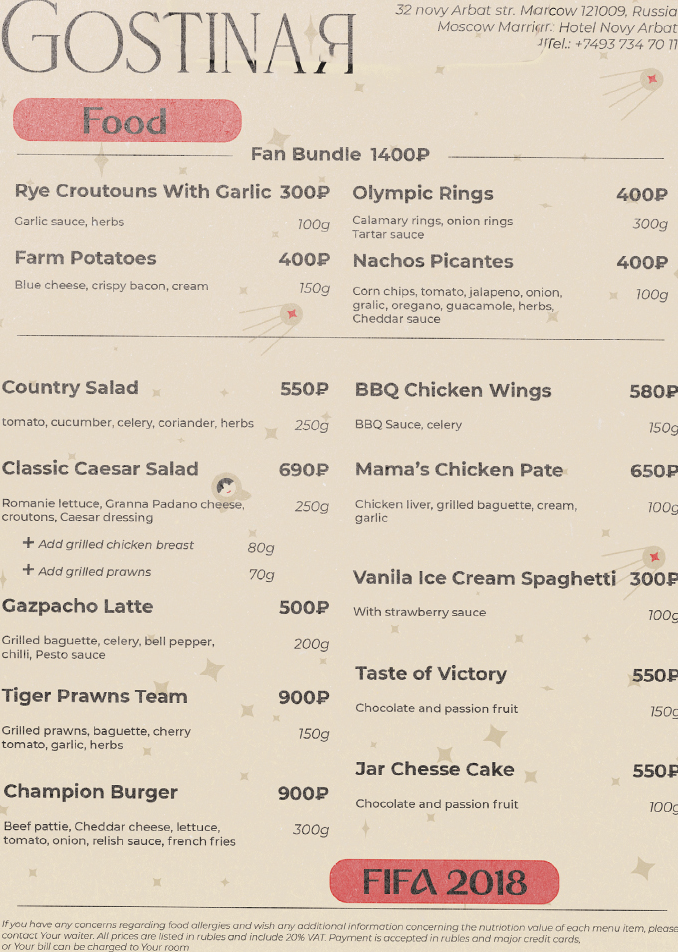 GOSTINAЯ
32 novy Arbat str. Marcow 121009, Russia
Moscow Marrior: Hotel Novy Arbat
Tel.: +7493 734 70 11
Food
Fan Bundle 1400₽
Rye Croutouns With Garlic 300₽
Garlic sauce, herbs 100g
Farm Potatoes 400₽
Blue cheese, crispy bacon, cream 150g
Olympic Rings 400₽
Calamary rings, onion rings 300g
Tartar sauce
Nachos Picantes 400₽
Corn chips, tomato, jalapeno, onion, 100g
gralic, oregano, guacamole, herbs,
Cheddar sauce
Country Salad 550₽
tomato, cucumber, celery, coriander, herbs 250g
Classic Caesar Salad 690₽
Romanie lettuce, Granna Padano cheese, 250g
croutons, Caesar dressing
+ Add grilled chicken breast 80g
+ Add grilled prawns 70g
Gazpacho Latte 500₽
Grilled baguette, celery, bell pepper, 200g
chilli, Pesto sauce
Tiger Prawns Team 900₽
Grilled prawns, baguette, cherry 150g
tomato, garlic, herbs
Champion Burger 900₽
Beef pattie, Cheddar cheese, lettuce, 300g
tomato, onion, relish sauce, french fries
BBQ Chicken Wings 580₽
BBQ Sauce, celery 150g
Mama's Chicken Pate 650₽
Chicken liver, grilled baguette, cream, 100g
garlic
Vanila Ice Cream Spaghetti 300₽
With strawberry sauce 100g
Taste of Victory 550₽
Chocolate and passion fruit 150g
Jar Chesse Cake 550₽
Chocolate and passion fruit 100g
FIFA 2018
If you have any concerns regarding food allergies and wish any additional information concerning the nutriotion value of each menu item, please
contact Your waiter. All prices are listed in rubles and include 20% VAT. Payment is accepted in rubles and major credit cards,
or Your bill can be charged to Your room